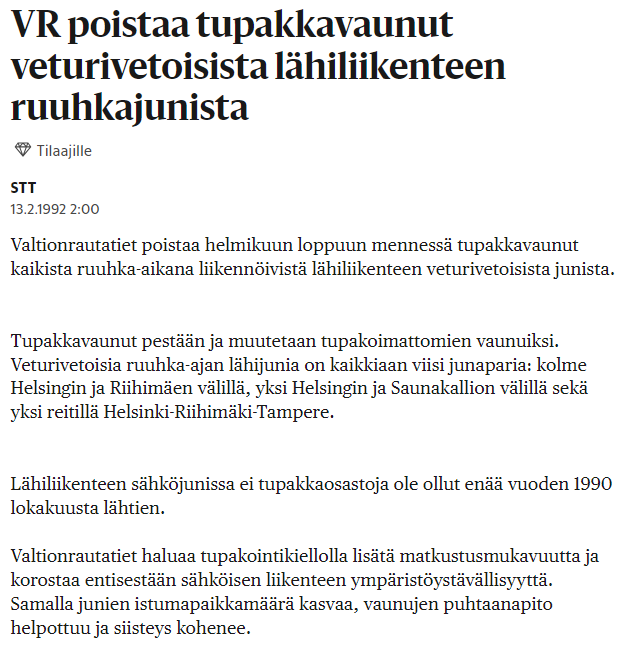 VR poistaa tupakkavaunut
veturivetoisista lähiliikenteen
ruuhkajunista
Tilaajille
STT
13.2.1992 2:00
Valtionrautatiet poistaa helmikuun loppuun mennessä tupakkavaunut
kaikista ruuhka-aikana liikennöivistä lähiliikenteen veturivetoisista junista.
Tupakkavaunut pestään ja muutetaan tupakoimattomien vaunuiksi.
Veturivetoisia ruuhka-ajan lähijunia on kaikkiaan viisi junaparia: kolme
Helsingin ja Riihimäen välillä, yksi Helsingin ja Saunakallion välillä sekä
yksi reitillä Helsinki-Riihimäki-Tampere.
Lähiliikenteen sähköjunissa ei tupakkaosastoja ole ollut enää vuoden 1990
lokakuusta lähtien.
Valtionrautatiet haluaa tupakointikiellolla lisätä matkustusmukavuutta ja
korostaa entisestään sähköisen liikenteen ympäristöystävällisyyttä.
Samalla junien istumapaikkamäärä kasvaa, vaunujen puhtaanapito
helpottuu ja siisteys kohenee.